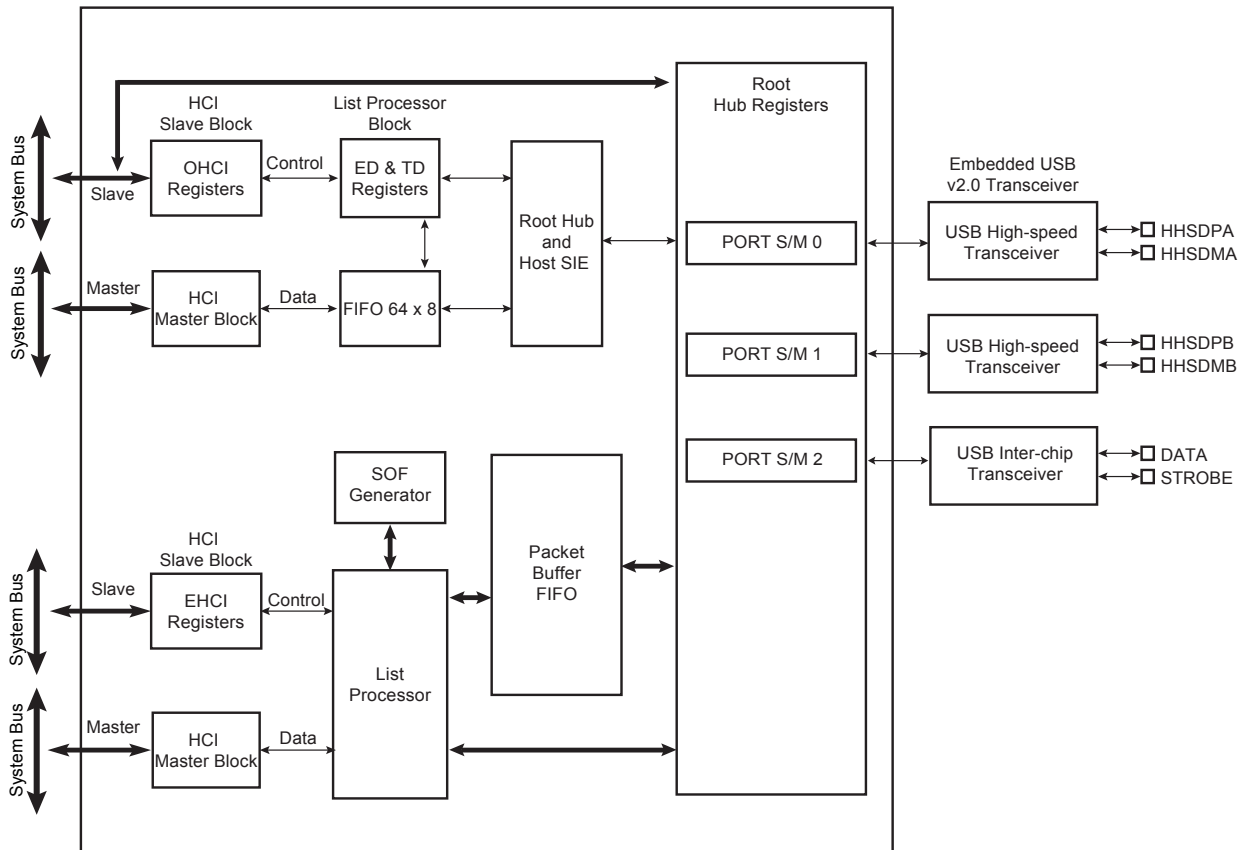 Root
Hub Registers
HCI
Slave Block
List Processor
Block
System Bus
Slave
OHCI
Registers
Control
ED & TD
Registers
Root Hub
and
Host SIE
Embedded USB
v2.0 Transceiver
PORT S/M 0
USB High-speed
Transceiver
HHSDPA
HHSDMA
System Bus
Master
HCI
Master Block
Data
FIFO 64 x 8
PORT S/M 1
USB High-speed
Transceiver
HHSDPB
HHSDMB
PORT S/M 2
USB Inter-chip
Transceiver
DATA
STROBE
SOF
Generator
Packet
Buffer
FIFO
HCI
Slave Block
System Bus
Slave
EHCI
Registers
Control
List
Processor
System Bus
Master
HCI
Master Block
Data